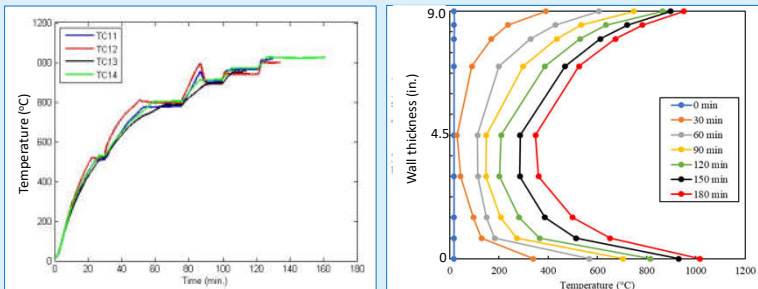 1200
1000
800
600
400
200
0
TC11
TC12
TC13
TC14
Temperature (°C)
0 20 40 60 80 100 120 140 160 180
Time (min.)
9.0
4.5
0
Wall thickness (in.)
0 min
30 min
60 min
90 min
120 min
150 min
180 min
0 200 400 600 800 1000 1200
Temperature (°C)